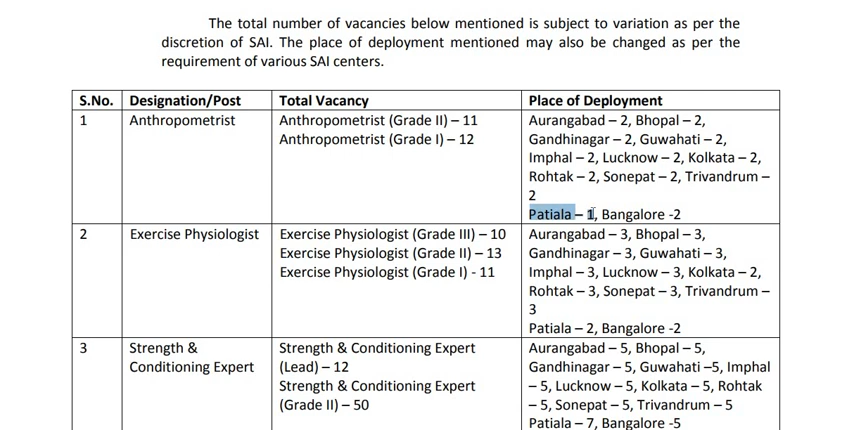 The total number of vacancies below mentioned is subject to variation as per the
discretion of SAI. The place of deployment mentioned may also be changed as per the
requirement of various SAI centers.
S.No. Designation/Post Total Vacancy Place of Deployment
1 Anthropometrist Anthropometrist (Grade II) – 11 Aurangabad – 2, Bhopal – 2,
Anthropometrist (Grade I) – 12 Gandhinagar – 2, Guwahati – 2,
Imphal – 2, Lucknow – 2, Kolkata – 2,
Rohtak – 2, Sonepat – 2, Trivandrum –
2
Patiala – 1, Bangalore -2
2 Exercise Physiologist Exercise Physiologist (Grade III) – 10 Aurangabad – 3, Bhopal – 3,
Exercise Physiologist (Grade II) – 13 Gandhinagar – 3, Guwahati – 3,
Exercise Physiologist (Grade I) - 11 Imphal – 3, Lucknow – 3, Kolkata – 2,
Rohtak – 3, Sonepat – 3, Trivandrum –
3
Patiala – 2, Bangalore -2
3 Strength & Strength & Conditioning Expert Aurangabad – 5, Bhopal – 5,
Conditioning Expert (Lead) – 12 Gandhinagar – 5, Guwahati –5, Imphal
Strength & Conditioning Expert – 5, Lucknow – 5, Kolkata – 5, Rohtak
(Grade II) – 50 – 5, Sonepat – 5, Trivandrum – 5
Patiala – 7, Bangalore -5